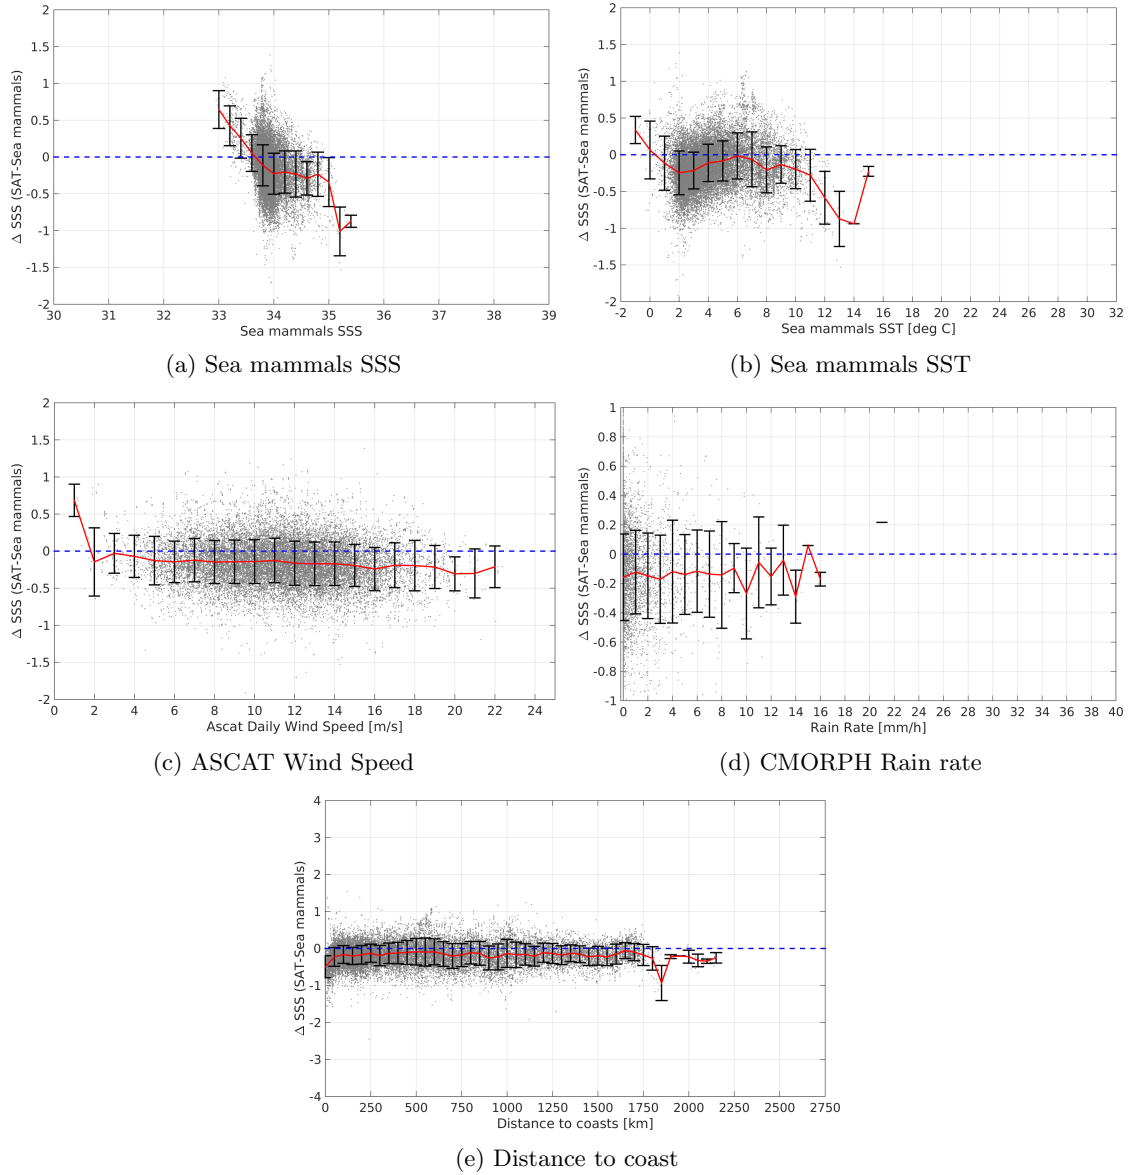 2
1.5
1
0.5
0
-0.5
-1
-1.5
-2
Δ SSS (SAT-Sea mammals)
30 31 32 33 34 35 36 37 38 39
Sea mammals SSS
(a) Sea mammals SSS
2
1.5
1
0.5
0
-0.5
-1
-1.5
-2
Δ SSS (SAT-Sea mammals)
-2 0 2 4 6 8 10 12 14 16 18 20 22 24 26 28 30 32
Sea mammals SST [deg C]
(b) Sea mammals SST
2
1.5
1
0.5
0
-0.5
-1
-1.5
-2
Δ SSS (SAT-Sea mammals)
0 2 4 6 8 10 12 14 16 18 20 22 24
Ascat Daily Wind Speed [m/s]
(c) ASCAT Wind Speed
1
0.8
0.6
0.4
0.2
0
-0.2
-0.4
-0.6
-0.8
-1
Δ SSS (SAT-Sea mammals)
0 2 4 6 8 10 12 14 16 18 20 22 24 26 28 30 32 34 36 38 40
Rain Rate [mm/h]
(d) CMORPH Rain rate
4
3
2
1
0
-1
-2
-3
-4
Δ SSS (SAT-Sea mammals)
0 250 500 750 1000 1250 1500 1750 2000 2250 2500 2750
Distance to coasts [km]
(e) Distance to coast